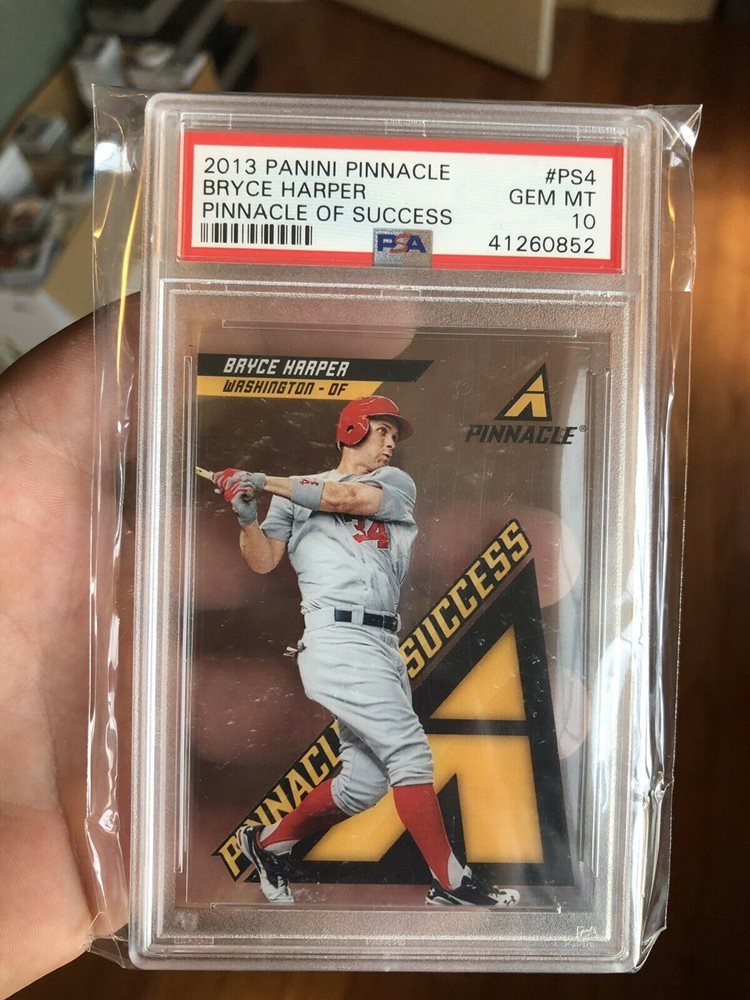 2013 PANINI PINNACLE #PS4
BRYCE HARPER GEM MT
PINNACLE OF SUCCESS 10
PSA 41260852
BRYCE HARPER
WASHINGTON - OF
PINNACLE®
34
PINNACLE OF SUCCESS